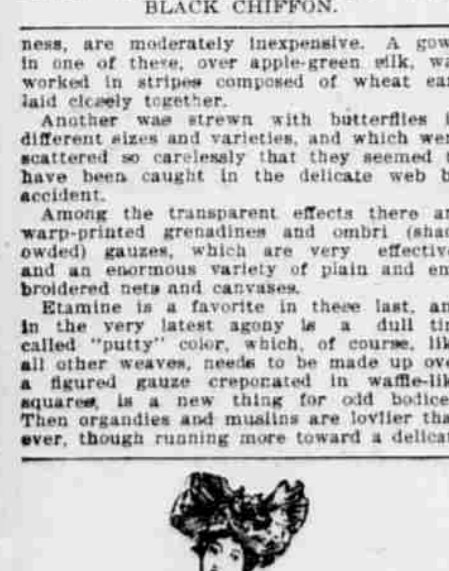 BLACK CHIFFON.
ness, are moderately inexpensive. A gow
in one of these, over apple-green silk, wa
worked in stripes composed of wheat ear
laid closely together.
Another was strewn with butterflies i
different sizes and varieties, and which wer
scattered so carelessly that they seemed t
have been caught in the delicate web b
accident.
Among the transparent effects there ar
warp-printed grenadines and ombri (shad
owded) gauzes, which are very effectiv
and an enormous variety of plain and em
broidered nets and canvases.
Etamine is a favorite in these last, an
in the very latest agony is a dull tin
called "putty" color, which, of course, lik
all other weaves, needs to be made up ove
a figured gauze creponated in waffle-lik
squares, is a new thing for odd bodice
Then organdies and muslins are lovlier tha
ever, though running more toward a delicat